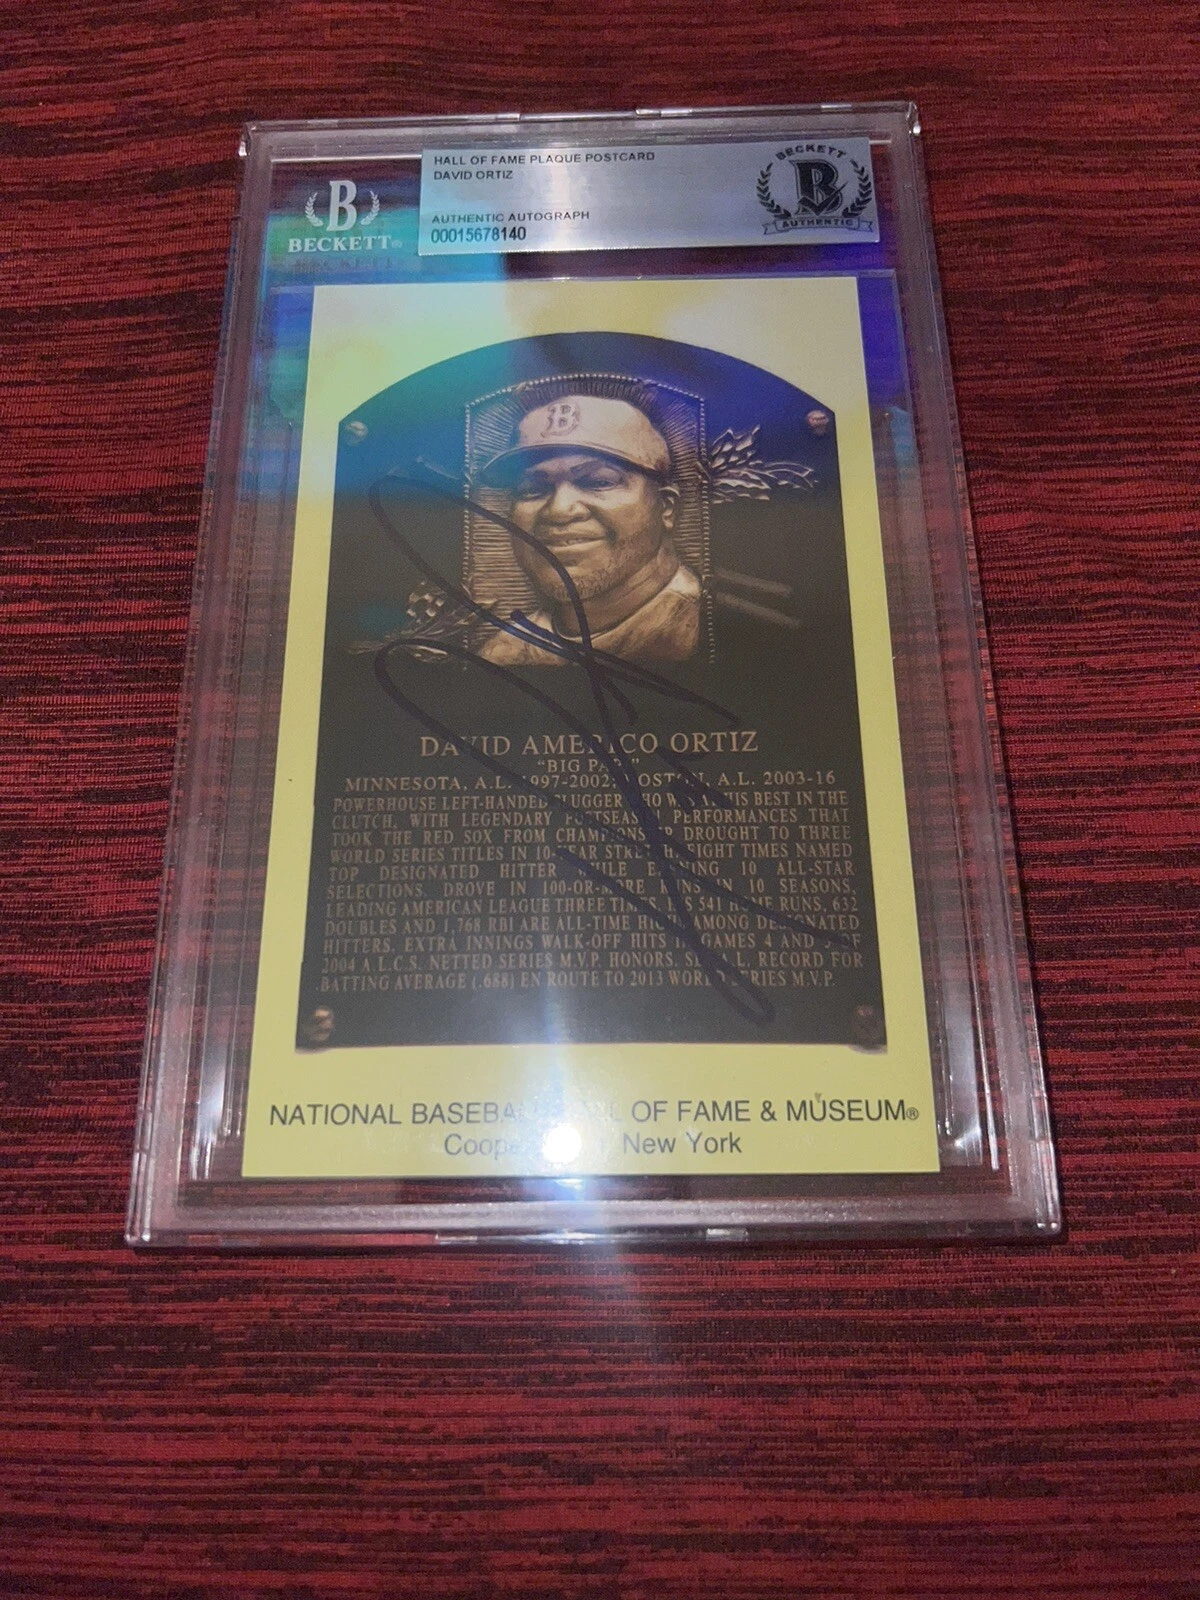 HALL OF FAME PLAQUE POSTCARD
DAVID ORTIZ
AUTHENTIC AUTOGRAPH
00015678140
B
BECKETT®
BECKETT
B
AUTHENTIC
B
DAVID AMERICO ORTIZ
"BIG PAPI"
MINNESOTA, A.L. 1997-2002; BOSTON, A.L. 2003-16
POWERHOUSE LEFT-HANDED SLUGGER WHO WAS AT HIS BEST IN THE
CLUTCH, WITH LEGENDARY POSTSEASON PERFORMANCES THAT
TOOK THE RED SOX FROM CHAMPIONSHIP DROUGHT TO THREE
WORLD SERIES TITLES IN 10-YEAR STRETCH. EIGHT TIMES NAMED
TOP DESIGNATED HITTER WHILE EARNING 10 ALL-STAR
SELECTIONS. DROVE IN 100-OR-MORE RUNS IN 10 SEASONS,
LEADING AMERICAN LEAGUE THREE TIMES. HIS 541 HOME RUNS, 632
DOUBLES AND 1,768 RBI ARE ALL-TIME HIGHS AMONG DESIGNATED
HITTERS. EXTRA INNINGS WALK-OFF HITS IN GAMES 4 AND 5 OF
2004 A.L.C.S. NETTED SERIES M.V.P. HONORS. SET A.L. RECORD FOR
BATTING AVERAGE (.688) EN ROUTE TO 2013 WORLD SERIES M.V.P.
NATIONAL BASEBALL HALL OF FAME & MUSEUM®
New York